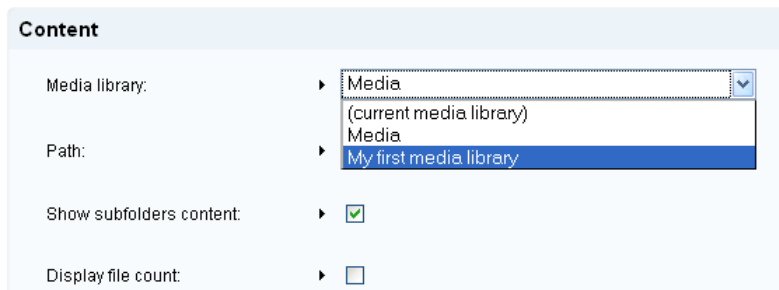 Content
Media library:
Media
(current media library)
Media
My first media library
Path:
Show subfolders content:
Display file count: